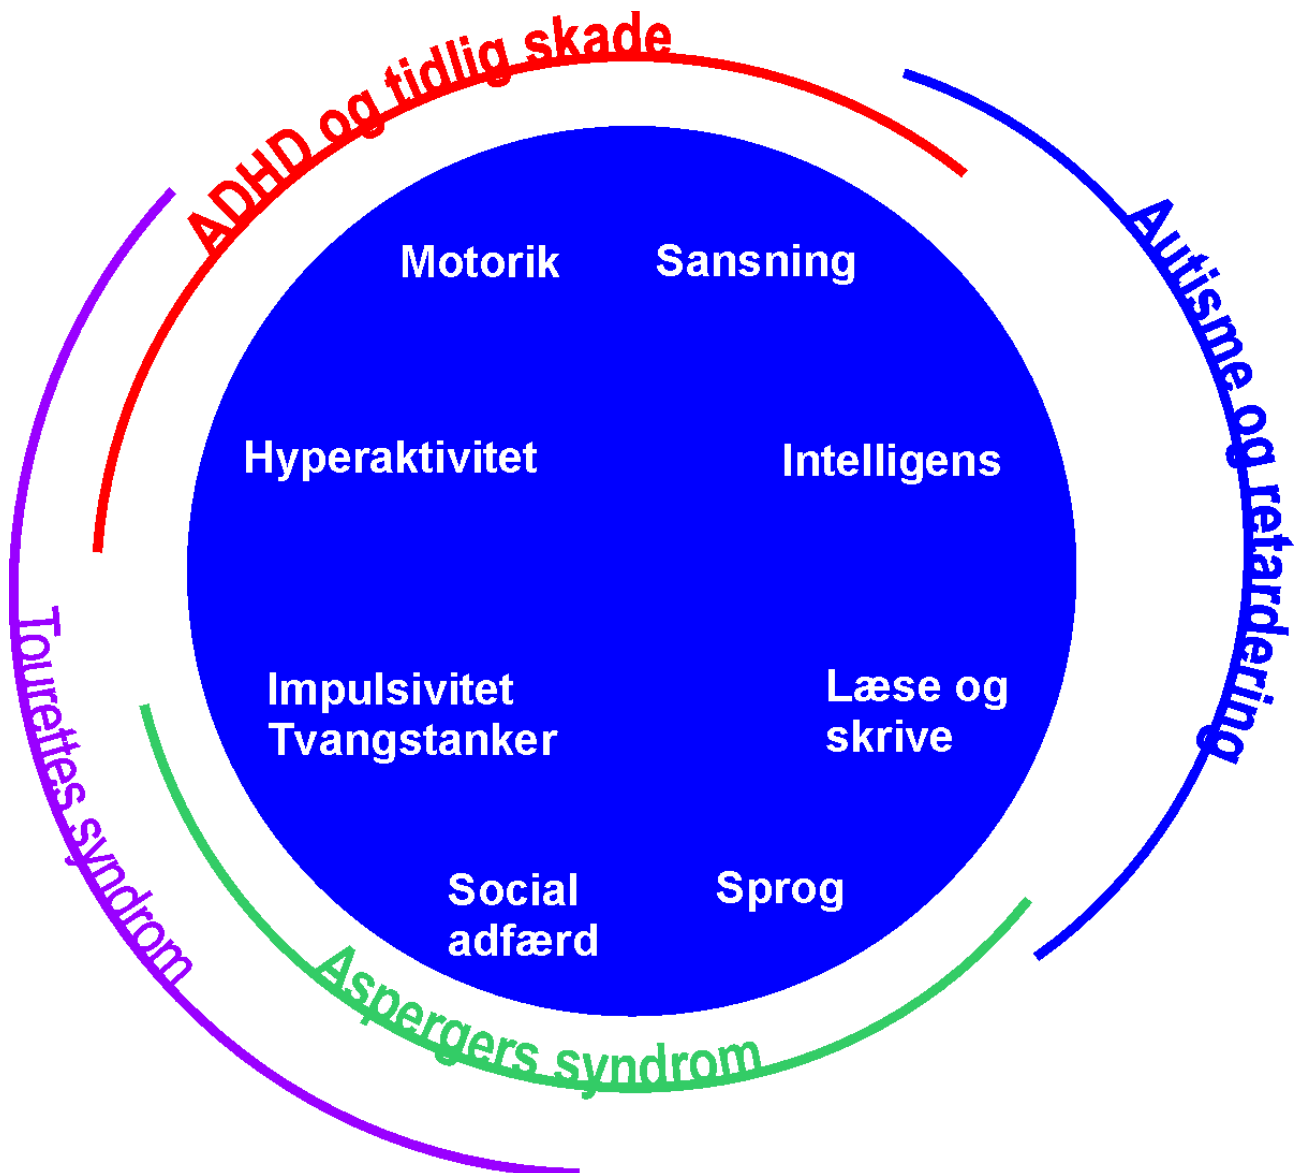 ADHD og tidlig skade
Autisme og retardering
Motorik
Sansning
Hyperaktivitet
Intelligens
Impulsivitet
Tvangstanker
Læse og
skrive
Social
adfærd
Sprog
Tourettes syndrom
Aspergers syndrom